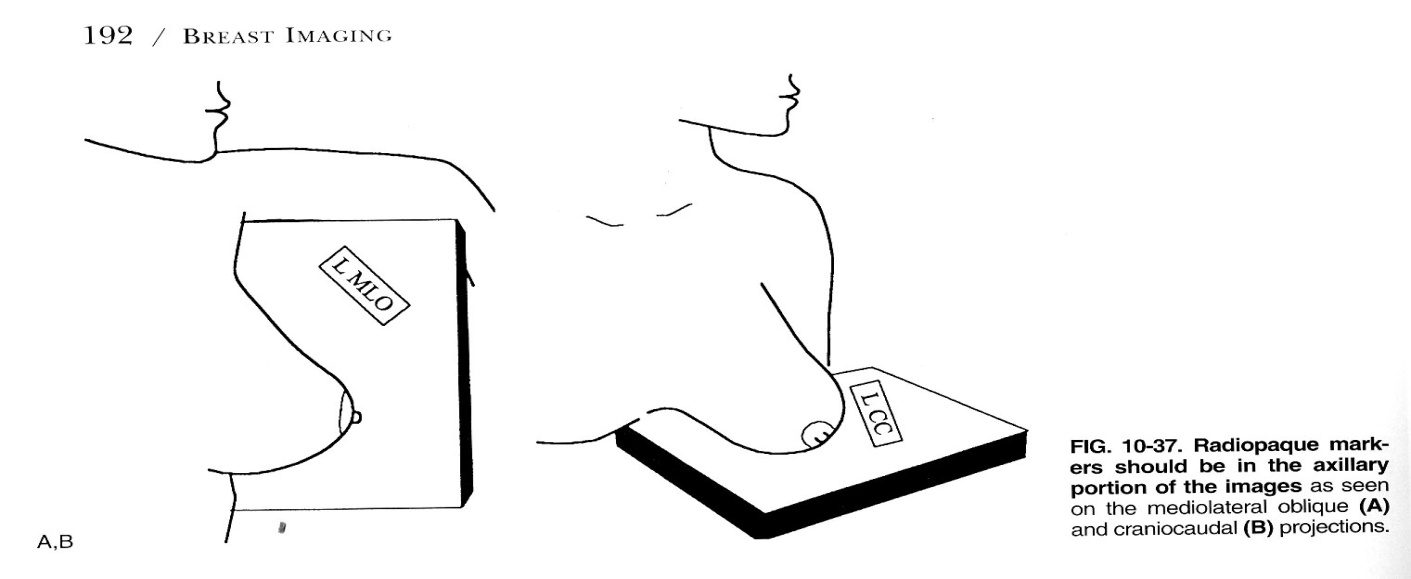 192 / BREAST IMAGING
L MLO
L CC
FIG. 10-37. Radiopaque mark-
ers should be in the axillary
portion of the images as seen
on the mediolateral oblique (A)
and craniocaudal (B) projections.
A,B